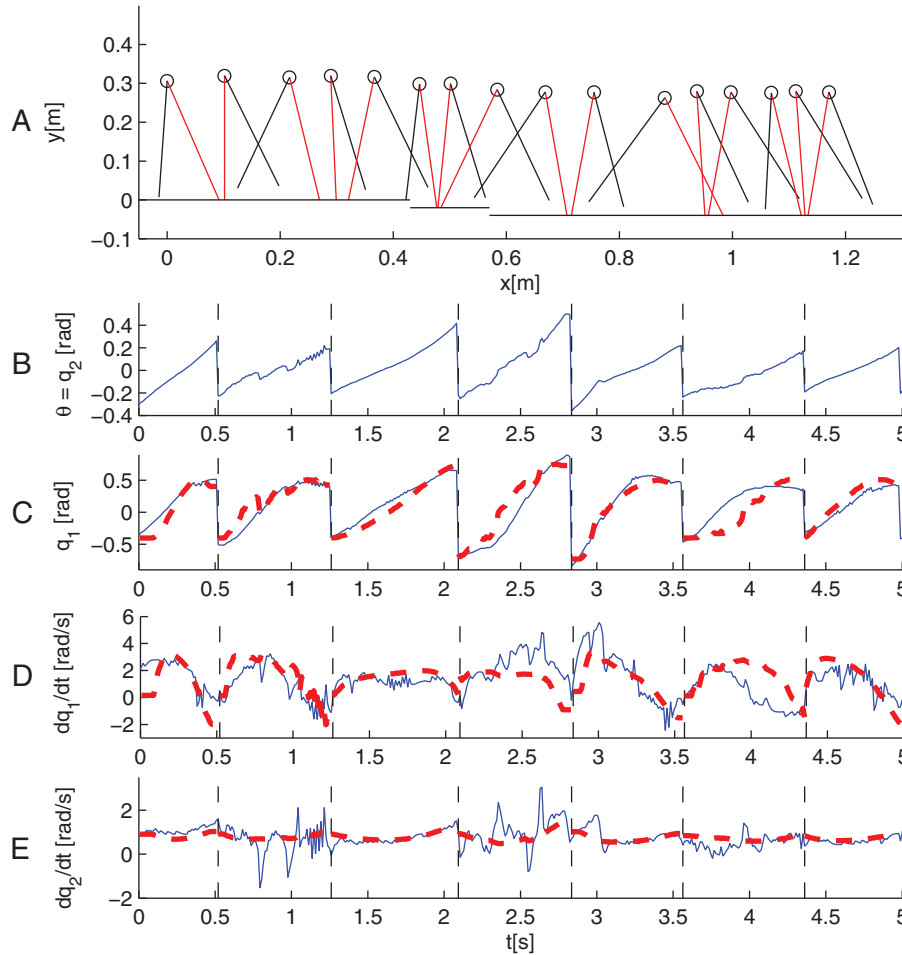 A
y[m]
0.4
0.3
0.2
0.1
0
−0.1
0 0.2 0.4 0.6 0.8 1 1.2
x[m]
B
θ = q2 [rad]
0.4
0.2
0
−0.2
−0.4
0 0.5 1 1.5 2 2.5 3 3.5 4 4.5 5
C
q1 [rad]
0.5
0
−0.5
0 0.5 1 1.5 2 2.5 3 3.5 4 4.5 5
D
dq1/dt [rad/s]
6
4
2
0
−2
0 0.5 1 1.5 2 2.5 3 3.5 4 4.5 5
E
dq2/dt [rad/s]
2
0
−2
0 0.5 1 1.5 2 2.5 3 3.5 4 4.5 5
t[s]